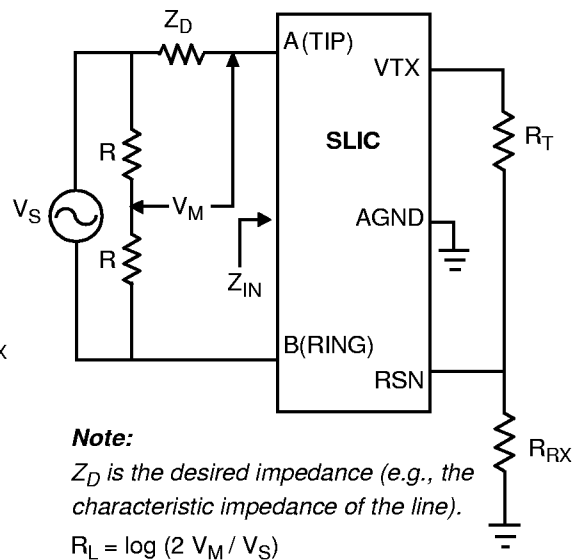 Z_D
A(TIP)
VTX
SLIC
R
V_M
R_T
V_S
AGND
R
Z_IN
B(RING)
X
RSN
R_RX
Note:
Z_D is the desired impedance (e.g., the
characteristic impedance of the line).
R_L = log (2 V_M / V_S)